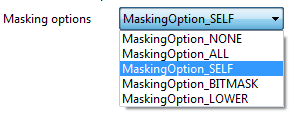 Masking options MaskingOption_SELF
MaskingOption_NONE
MaskingOption_ALL
MaskingOption_SELF
MaskingOption_BITMASK
MaskingOption_LOWER